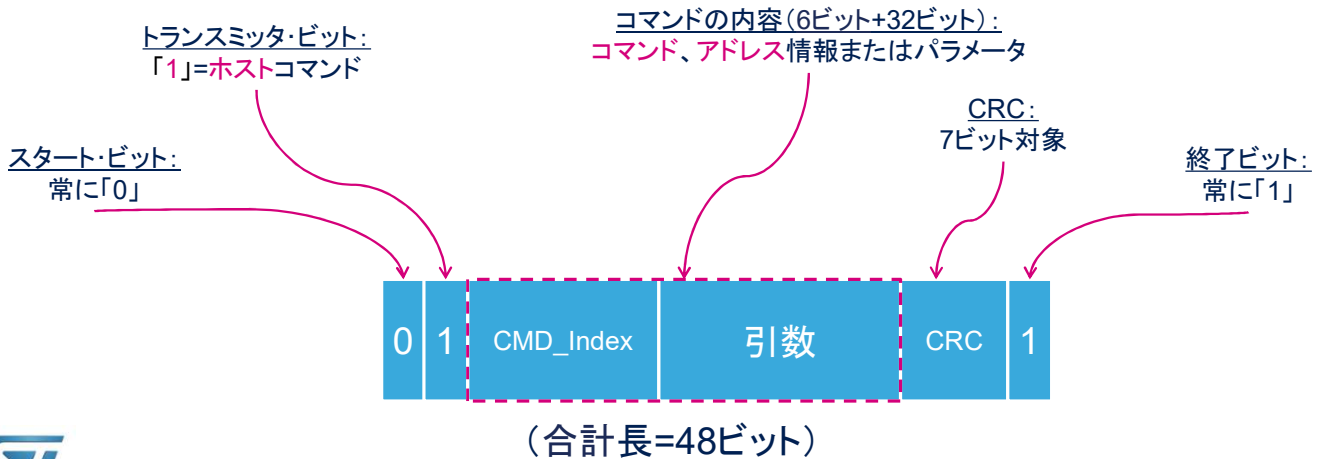 コマンドの内容（6ビット+32ビット）：
コマンド、アドレス情報またはパラメータ
トランスミッタ・ビット：
「1」=ホストコマンド
CRC：
7ビット対象
スタート・ビット：
常に「0」
終了ビット：
常に「1」
0 1 CMD_Index 引数 CRC 1
（合計長=48ビット）